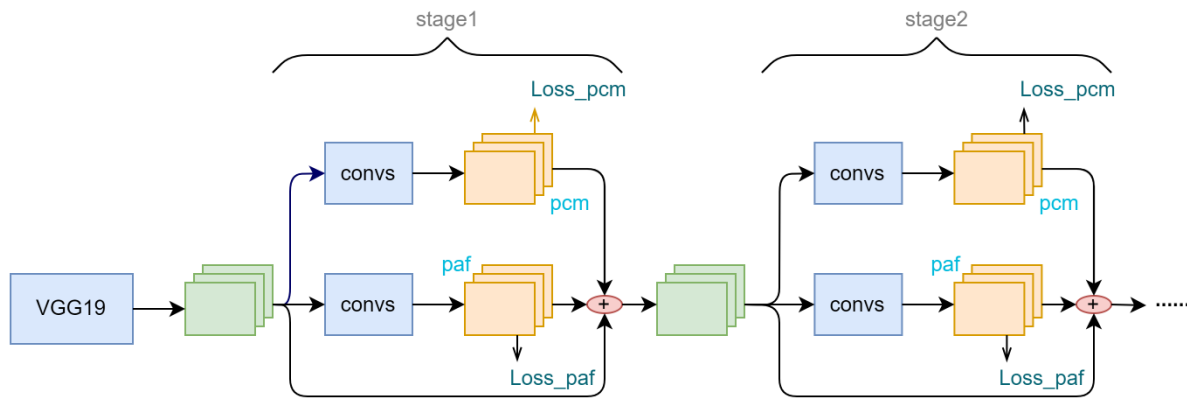 stage1
stage2
Loss_pcm
Loss_pcm
convs
convs
pcm
pcm
paf
paf
VGG19
convs
+
convs
+
......
Loss_paf
Loss_paf